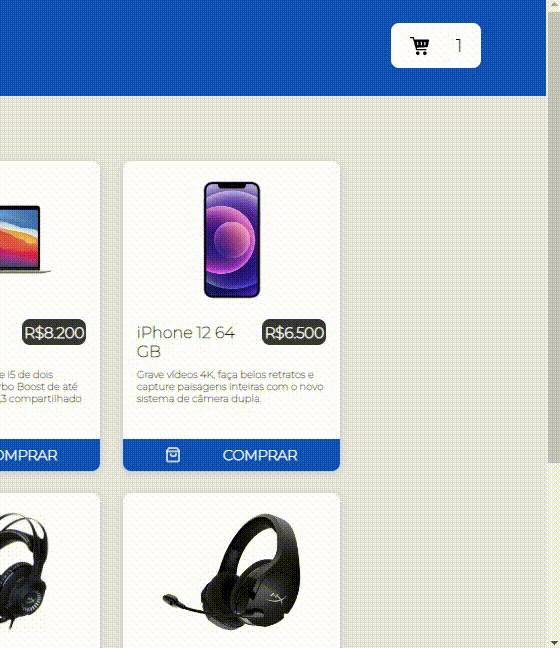 1
R$8.200
iPhone 12 64
GB
R$6.500
e i5 de dois
rbo Boost de até
,3 compartilhado
Grave vídeos 4K, faça belos retratos e
capture paisagens inteiras com o novo
sistema de câmera dupla.
OMPRAR
COMPRAR